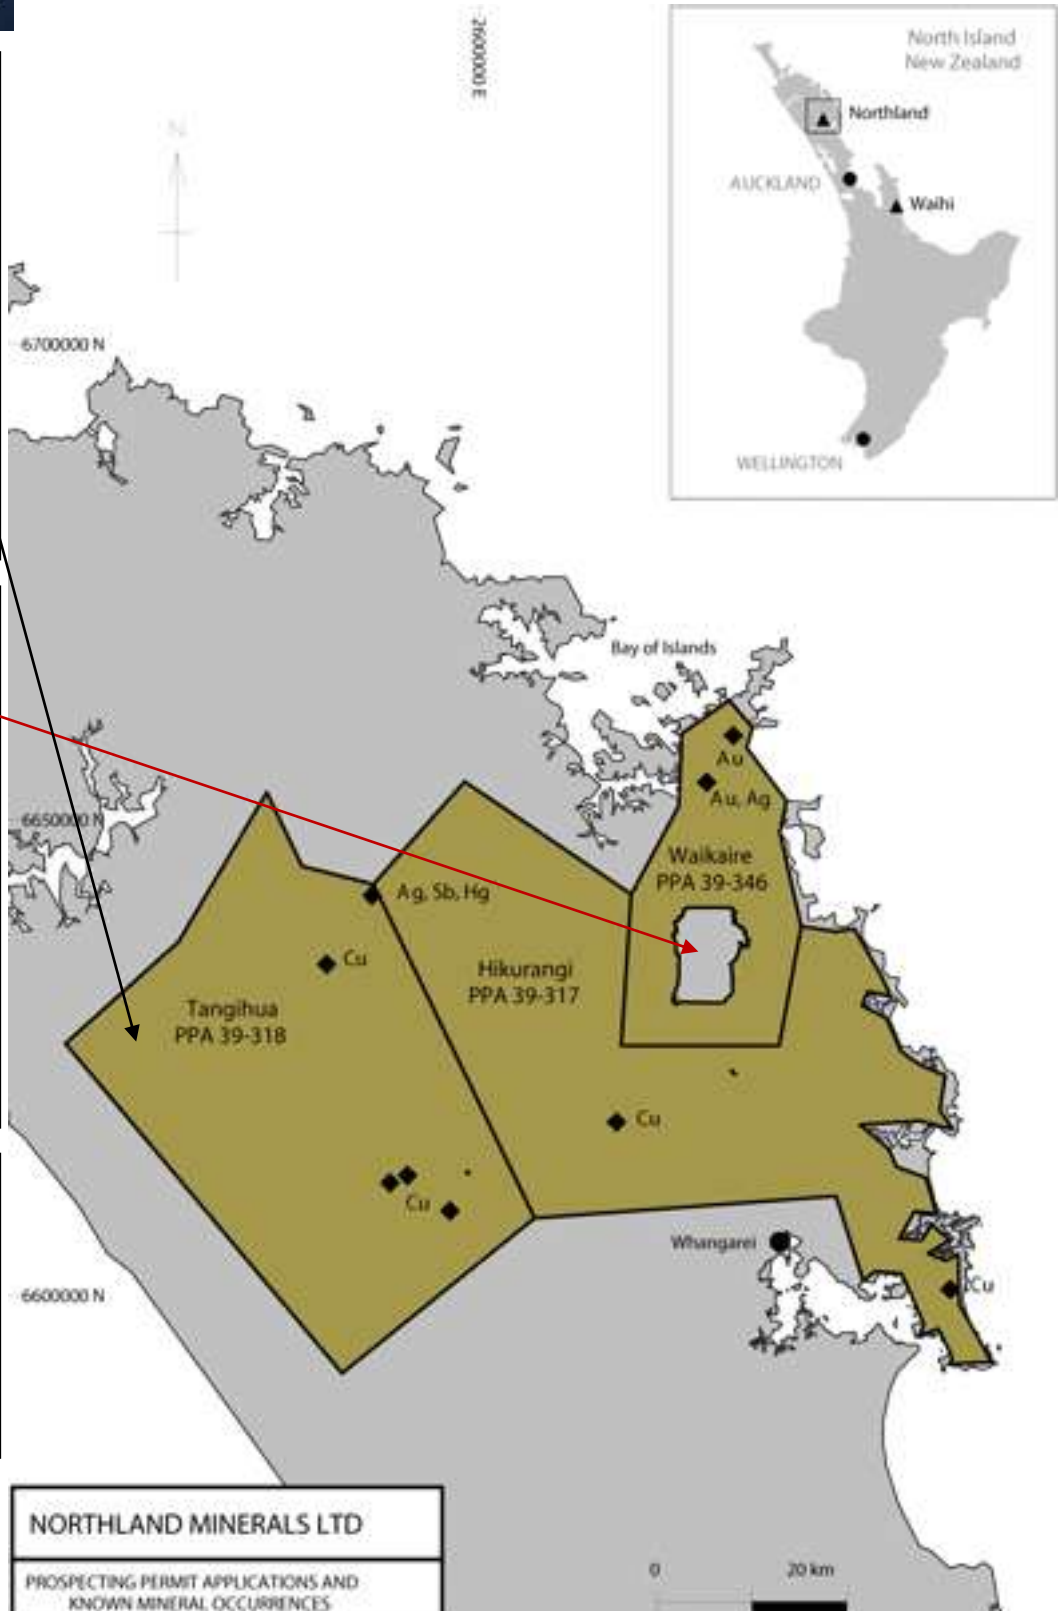 2600000 E
North Island
New Zealand
Northland
AUCKLAND
Waihi
WELLINGTON
N
6700000 N
Bay of Islands
Au
Au, Ag
6650000 N
Waikaire
PPA 39-346
Ag, Sb, Hg
Cu
Hikurangi
PPA 39-317
Tangihua
PPA 39-318
Cu
Cu
Whangarei
Cu
6600000 N
NORTHLAND MINERALS LTD
PROSPECTING PERMIT APPLICATIONS AND
KNOWN MINERAL OCCURRENCES
0 20 km